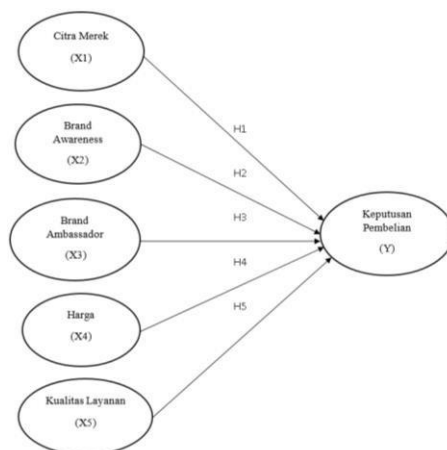 Citra Merek
(X1)
H1
Brand
Awareness
(X2)
H2
Brand
Ambassador
(X3)
H3
Keputusan
Pembelian
(Y)
H4
Harga
(X4)
H5
Kualitas Layanan
(X5)